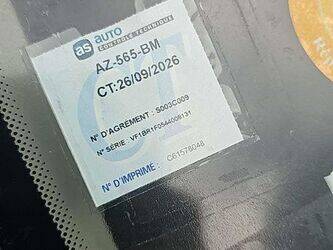 as auto
CONTRÔLE TECHNIQUE
AZ-565-BM
CT:26/09/2026
N° D'AGRÉMENT : S003C009
N° SÉRIE : VF1BR1F0544006131
N° D'IMPRIMÉ : C61578048